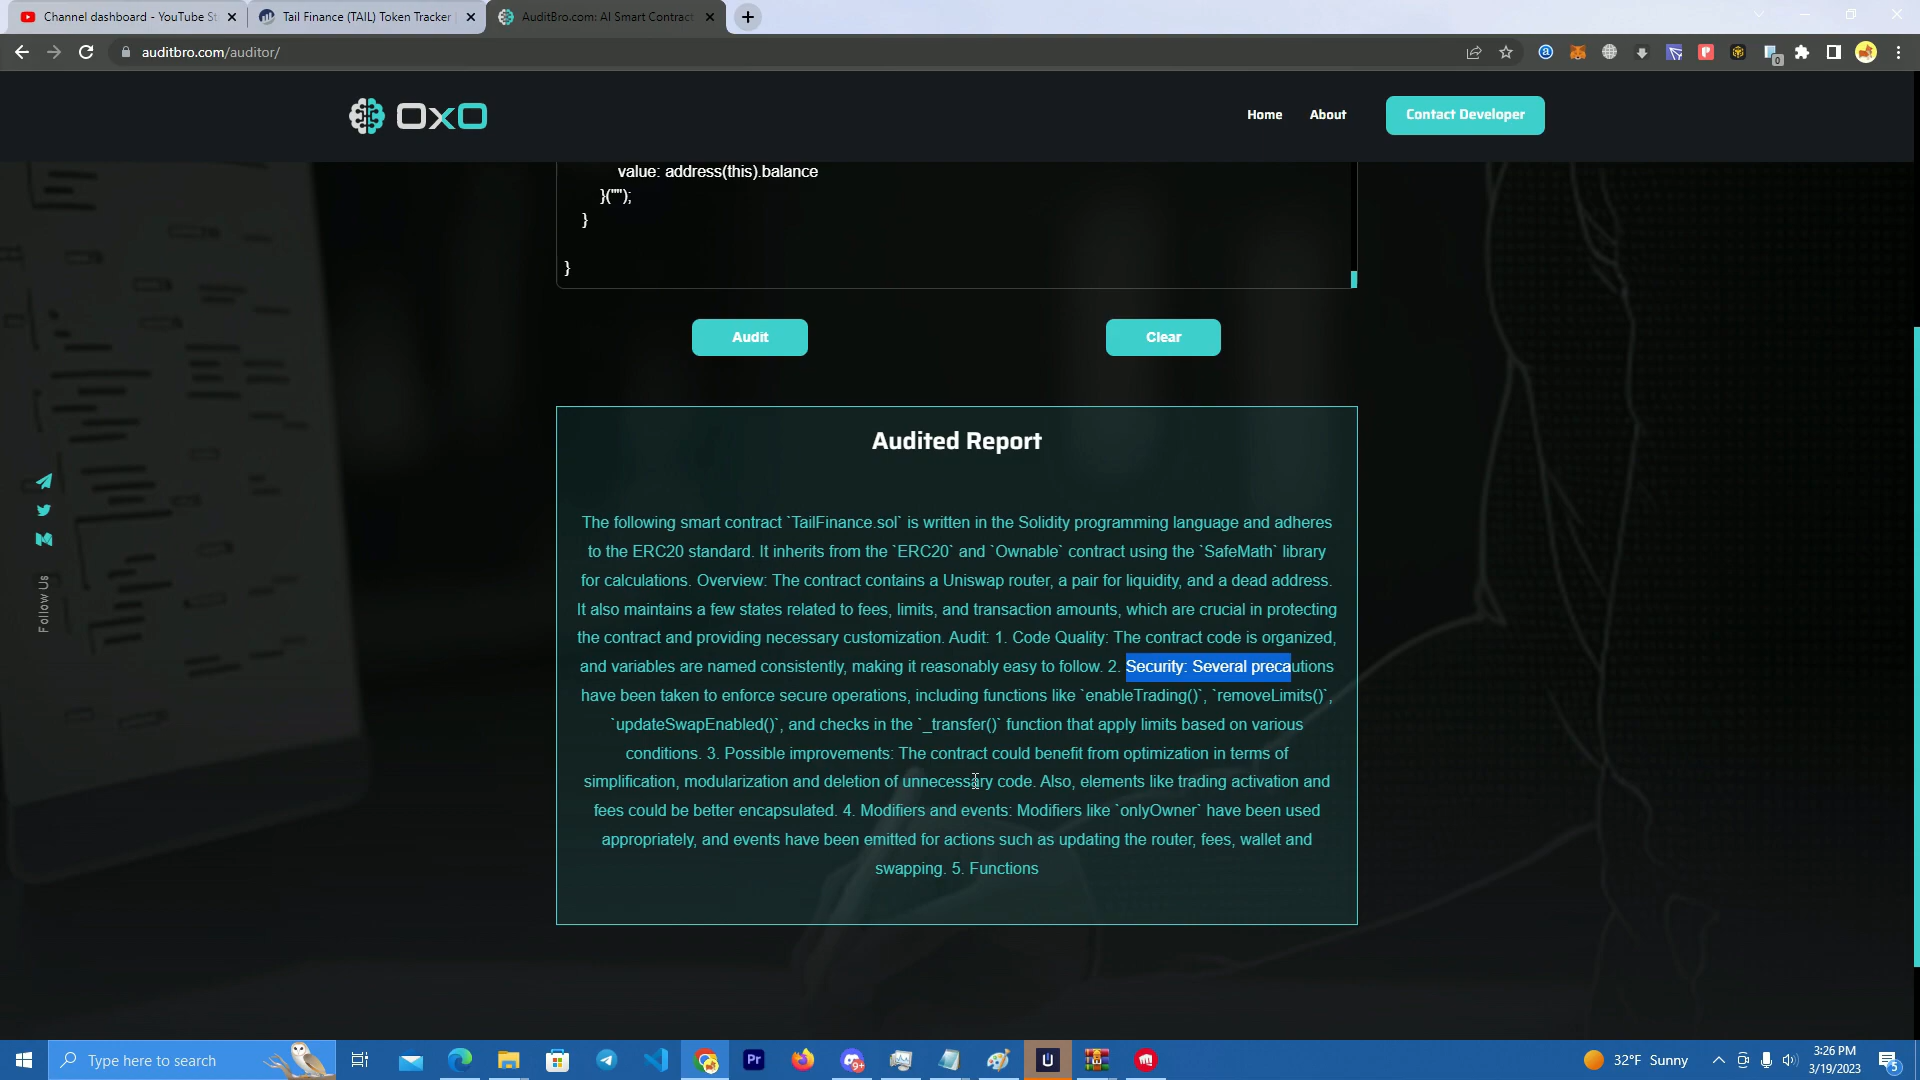 Channel dashboard - YouTube St
Tail Finance (TAIL) Token Tracker
AuditBro.com: AI Smart Contract
auditbro.com/auditor/
0
OxO
Home
About
Contact Developer
value: address(this).balance
}("");
}
}
Audit
Clear
Audited Report
The following smart contract `TailFinance.sol` is written in the Solidity programming language and adheres
to the ERC20 standard. It inherits from the `ERC20` and `Ownable` contract using the `SafeMath` library
for calculations. Overview: The contract contains a Uniswap router, a pair for liquidity, and a dead address.
It also maintains a few states related to fees, limits, and transaction amounts, which are crucial in protecting
the contract and providing necessary customization. Audit: 1. Code Quality: The contract code is organized,
and variables are named consistently, making it reasonably easy to follow. 2. Security: Several precautions
have been taken to enforce secure operations, including functions like `enableTrading()`, `removeLimits()`,
`updateSwapEnabled()`, and checks in the `_transfer()` function that apply limits based on various
conditions. 3. Possible improvements: The contract could benefit from optimization in terms of
simplification, modularization and deletion of unnecessary code. Also, elements like trading activation and
fees could be better encapsulated. 4. Modifiers and events: Modifiers like `onlyOwner` have been used
appropriately, and events have been emitted for actions such as updating the router, fees, wallet and
swapping. 5. Functions
Follow Us
Type here to search
Pr
9+
U
32°F Sunny
3:26 PM
3/19/2023
5